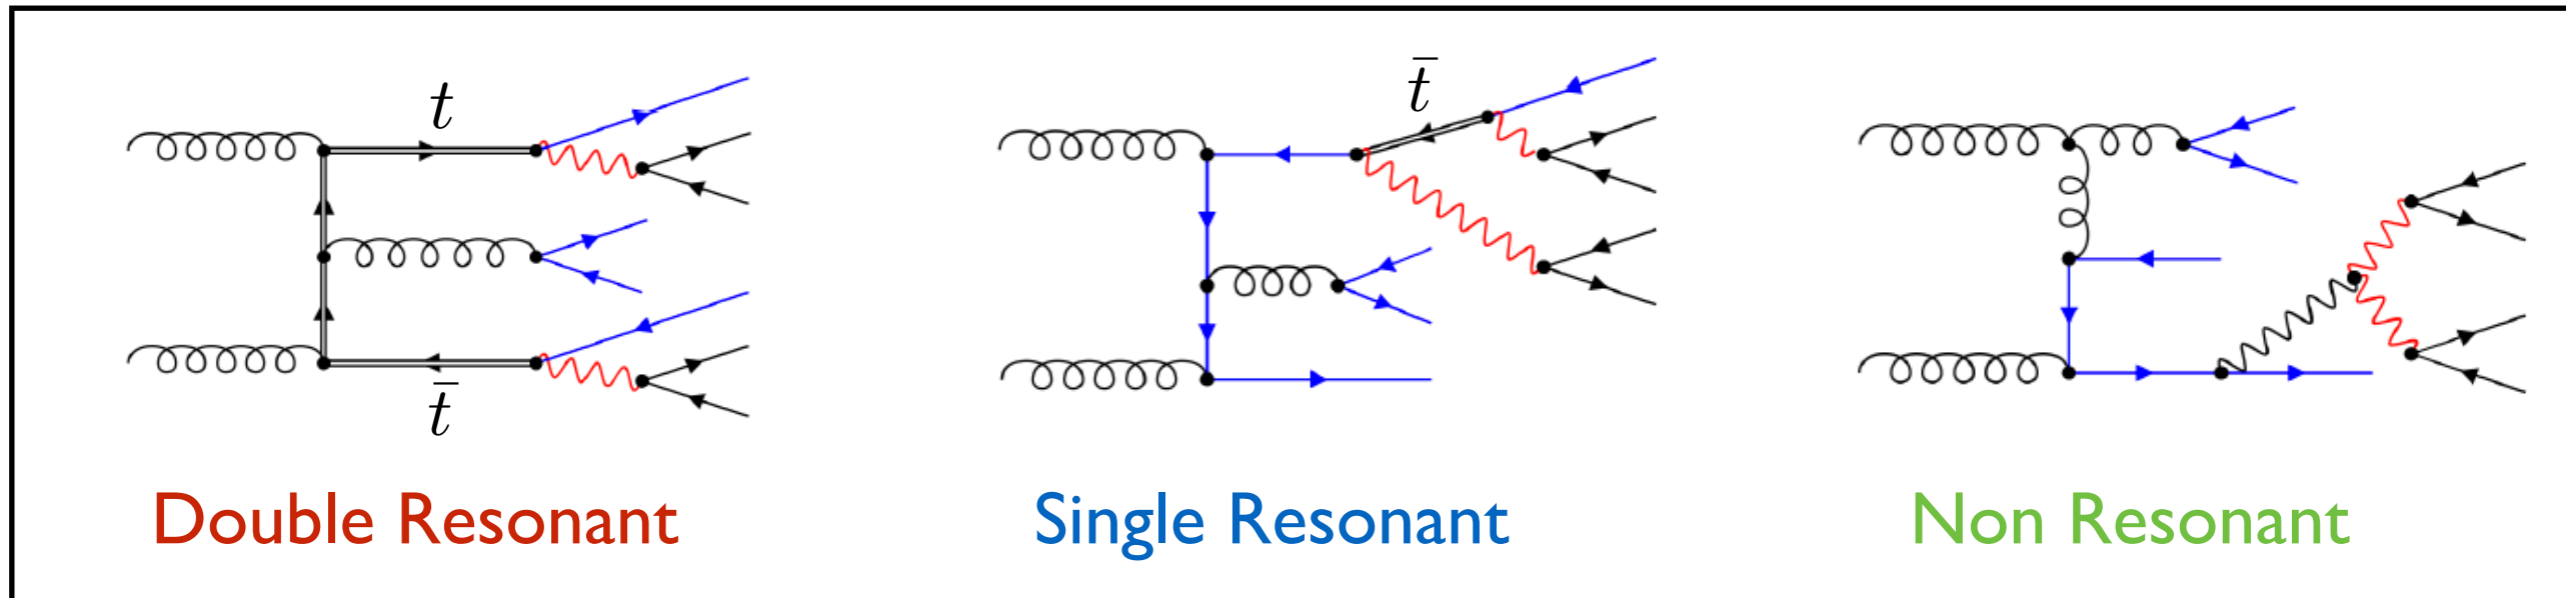 t
t̄
t̄
Double Resonant
Single Resonant
Non Resonant